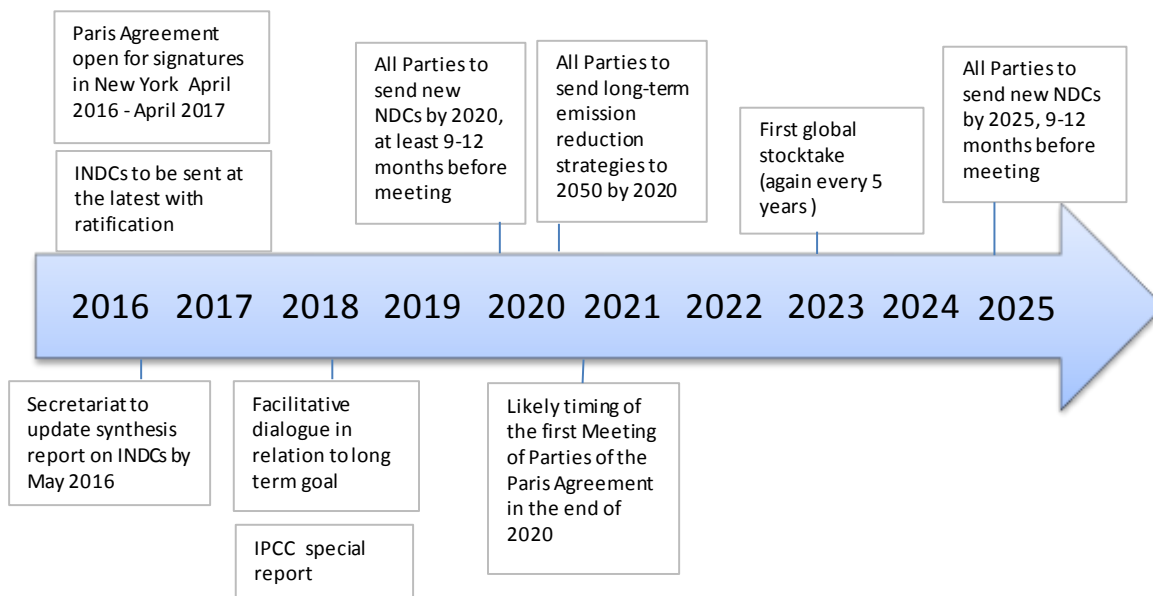 Paris Agreement
open for signatures
in New York April
2016 - April 2017
INDCs to be sent at
the latest with
ratification
All Parties to
send new
NDCs by 2020,
at least 9-12
months before
meeting
All Parties to
send long-term
emission
reduction
strategies to
2050 by 2020
First global
stocktake
(again every 5
years )
All Parties to
send new NDCs
by 2025, 9-12
months before
meeting
2016 2017 2018 2019 2020 2021 2022 2023 2024 2025
Secretariat to
update synthesis
report on INDCs by
May 2016
Facilitative
dialogue in
relation to long
term goal
IPCC special
report
Likely timing of
the first Meeting
of Parties of the
Paris Agreement
in the end of
2020